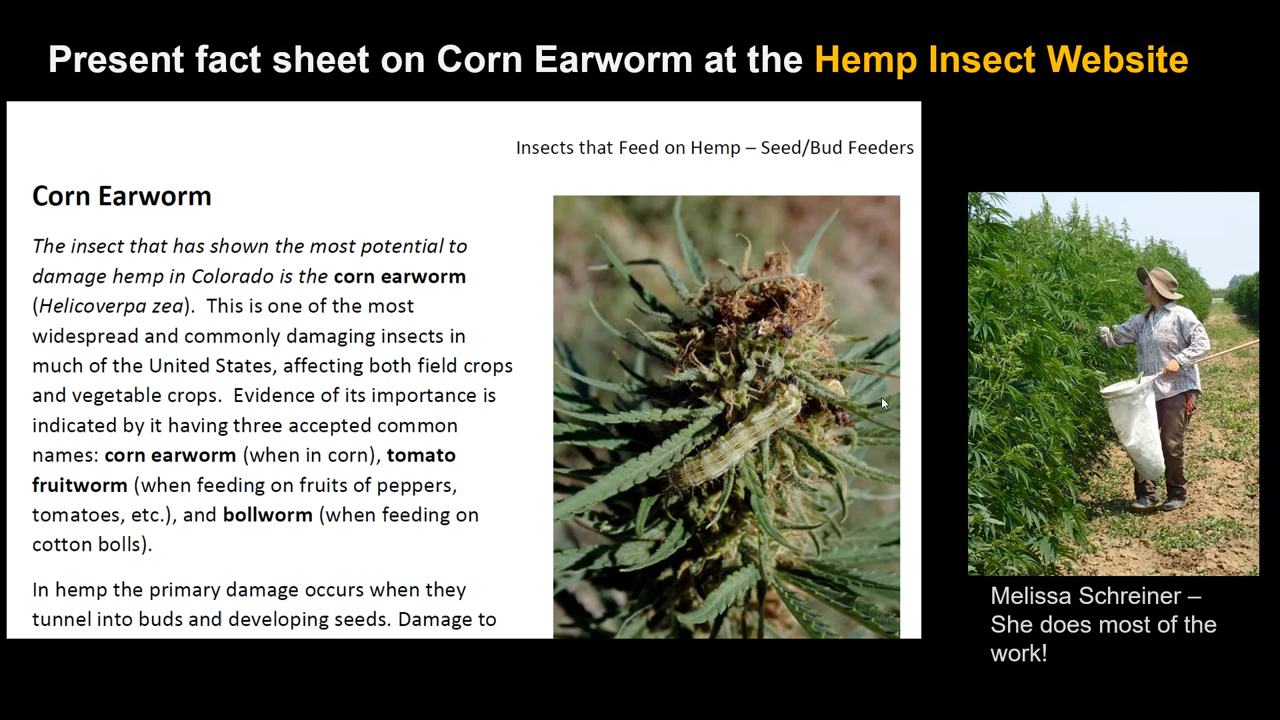 Present fact sheet on Corn Earworm at the Hemp Insect Website
Insects that Feed on Hemp – Seed/Bud Feeders
Corn Earworm
The insect that has shown the most potential to
damage hemp in Colorado is the corn earworm
(Helicoverpa zea).  This is one of the most
widespread and commonly damaging insects in
much of the United States, affecting both field crops
and vegetable crops.  Evidence of its importance is
indicated by it having three accepted common
names: corn earworm (when in corn), tomato
fruitworm (when feeding on fruits of peppers,
tomatoes, etc.), and bollworm (when feeding on
cotton bolls).
In hemp the primary damage occurs when they
tunnel into buds and developing seeds. Damage to
Melissa Schreiner –
She does most of the
work!